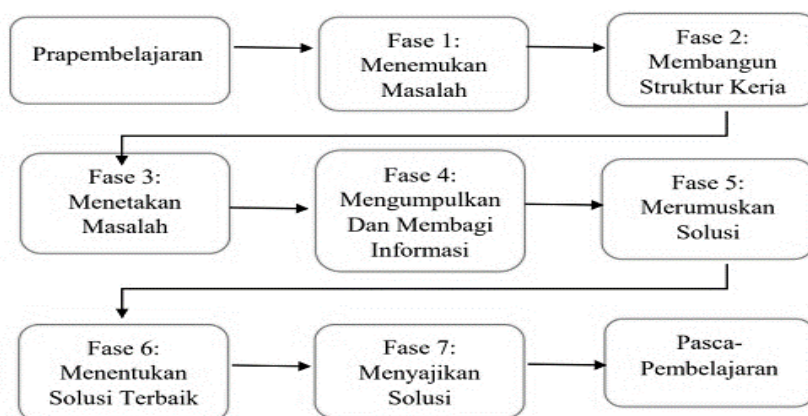 Prapembelajaran
Fase 1:
Menemukan
Masalah
Fase 2:
Membangun
Struktur Kerja
Fase 3:
Menetakan
Masalah
Fase 4:
Mengumpulkan
Dan Membagi
Informasi
Fase 5:
Merumuskan
Solusi
Fase 6:
Menentukan
Solusi Terbaik
Fase 7:
Menyajikan
Solusi
Pasca-
Pembelajaran